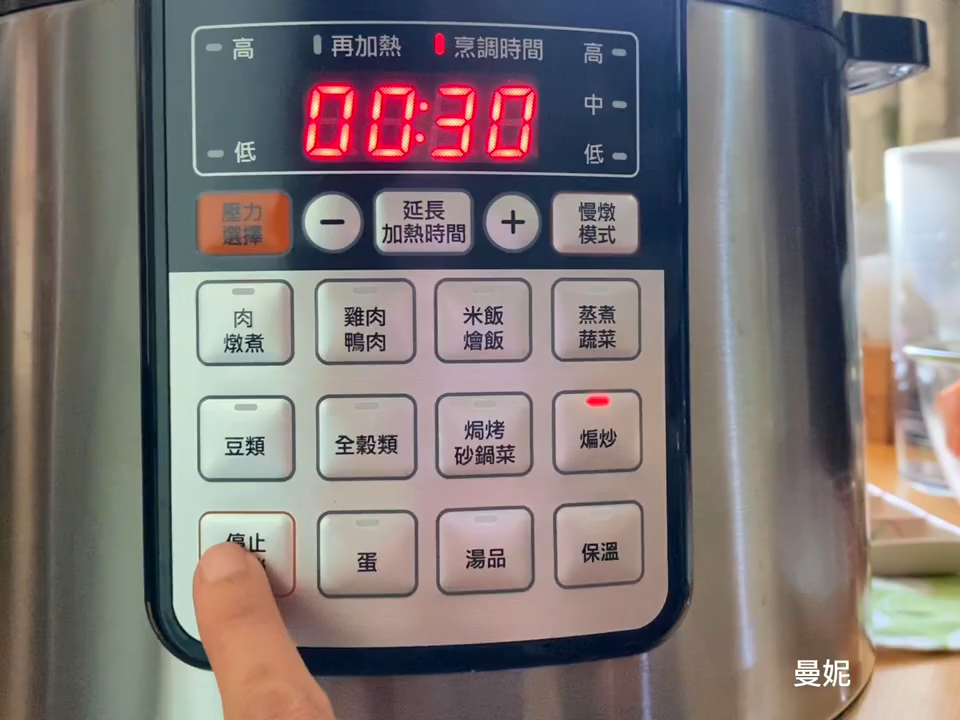 高 再加熱 烹調時間 高
00:30
中
低 低
壓力
選擇
−
延長
加熱時間
+
慢燉
模式
肉
燉煮
雞肉
鴨肉
米飯
燴飯
蒸煮
蔬菜
豆類
全穀類
焗烤
砂鍋菜
煸炒
停止
蛋
湯品
保溫
曼妮